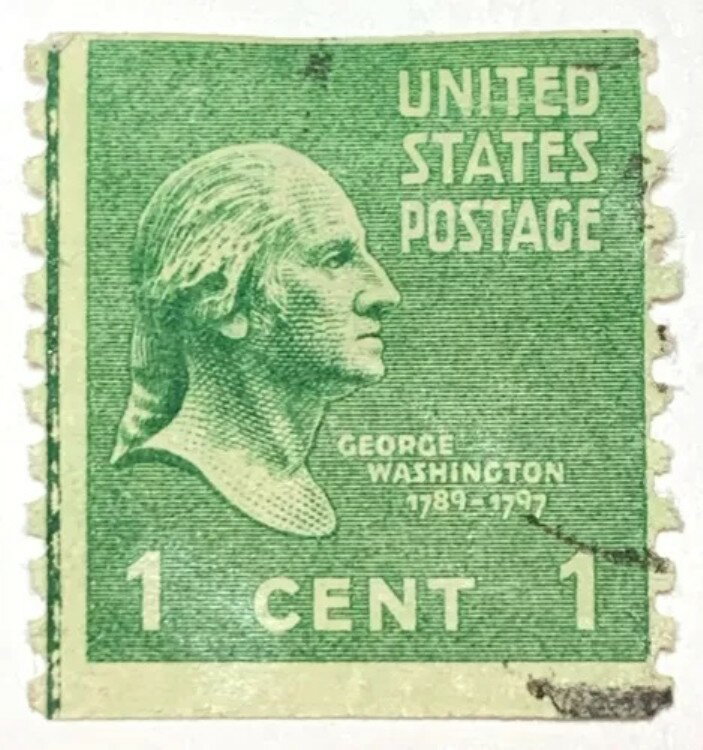 UNITED
STATES
POSTAGE
GEORGE
WASHINGTON
1789-1797
1 CENT 1